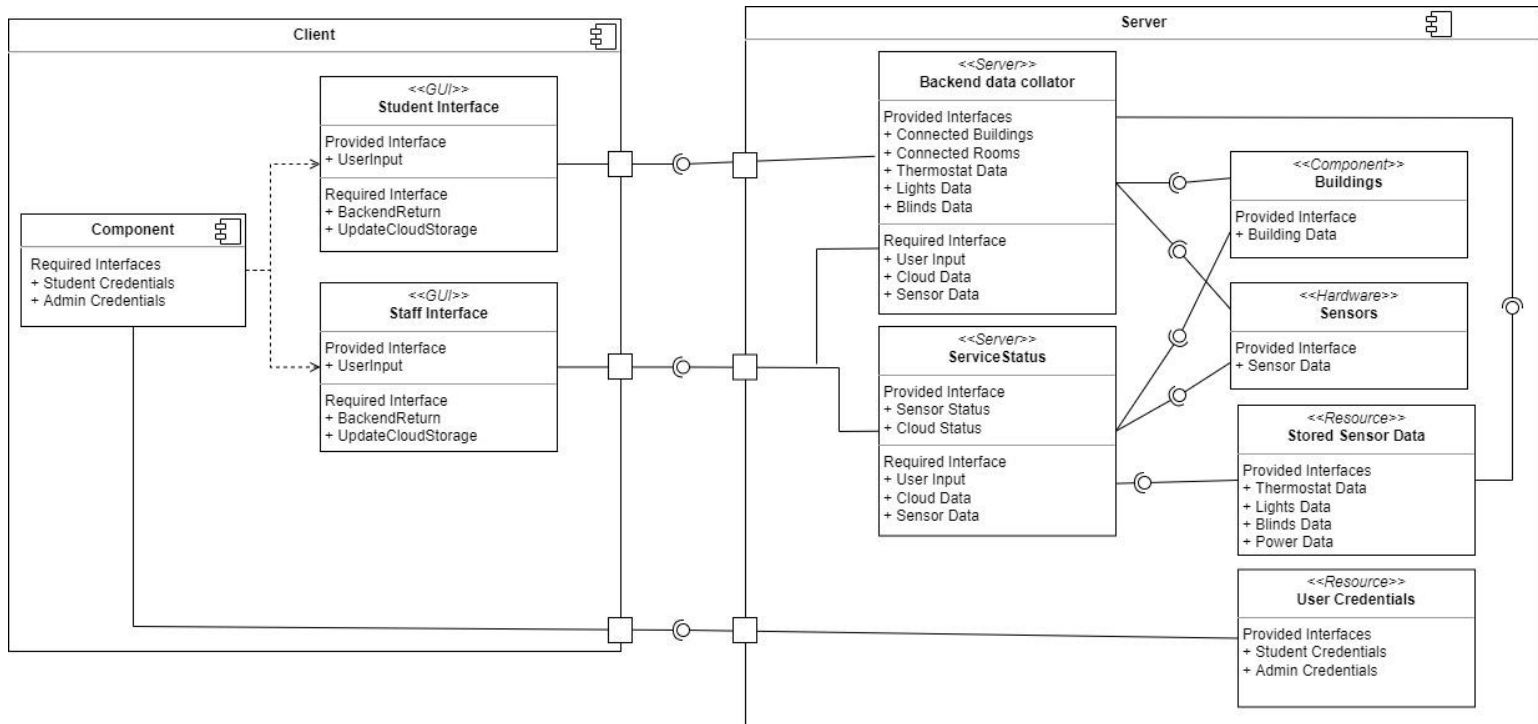 Client
<<GUI>>
Student Interface
Provided Interface
+ UserInput
Required Interface
+ BackendReturn
+ UpdateCloudStorage
Component
Required Interfaces
+ Student Credentials
+ Admin Credentials
<<GUI>>
Staff Interface
Provided Interface
+ UserInput
Required Interface
+ BackendReturn
+ UpdateCloudStorage
Server
<<Server>>
Backend data collator
Provided Interfaces
+ Connected Buildings
+ Connected Rooms
+ Thermostat Data
+ Lights Data
+ Blinds Data
Required Interface
+ User Input
+ Cloud Data
+ Sensor Data
<<Server>>
ServiceStatus
Provided Interface
+ Sensor Status
+ Cloud Status
Required Interface
+ User Input
+ Cloud Data
+ Sensor Data
<<Component>>
Buildings
Provided Interface
+ Building Data
<<Hardware>>
Sensors
Provided Interface
+ Sensor Data
<<Resource>>
Stored Sensor Data
Provided Interfaces
+ Thermostat Data
+ Lights Data
+ Blinds Data
+ Power Data
<<Resource>>
User Credentials
Provided Interfaces
+ Student Credentials
+ Admin Credentials